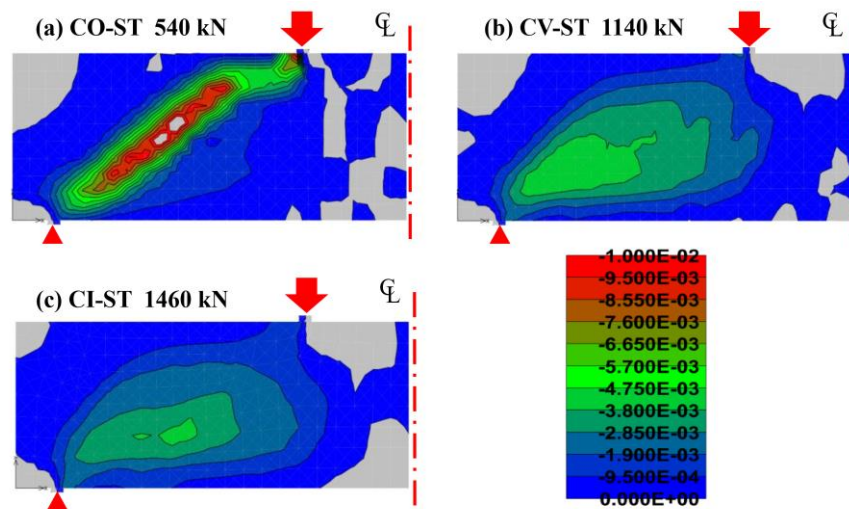 (a) CO-ST 540 kN
℄
(b) CV-ST 1140 kN
℄
(c) CI-ST 1460 kN
℄
-1.000E-02
-9.500E-03
-8.550E-03
-7.600E-03
-6.650E-03
-5.700E-03
-4.750E-03
-3.800E-03
-2.850E-03
-1.900E-03
-9.500E-04
0.000E+00